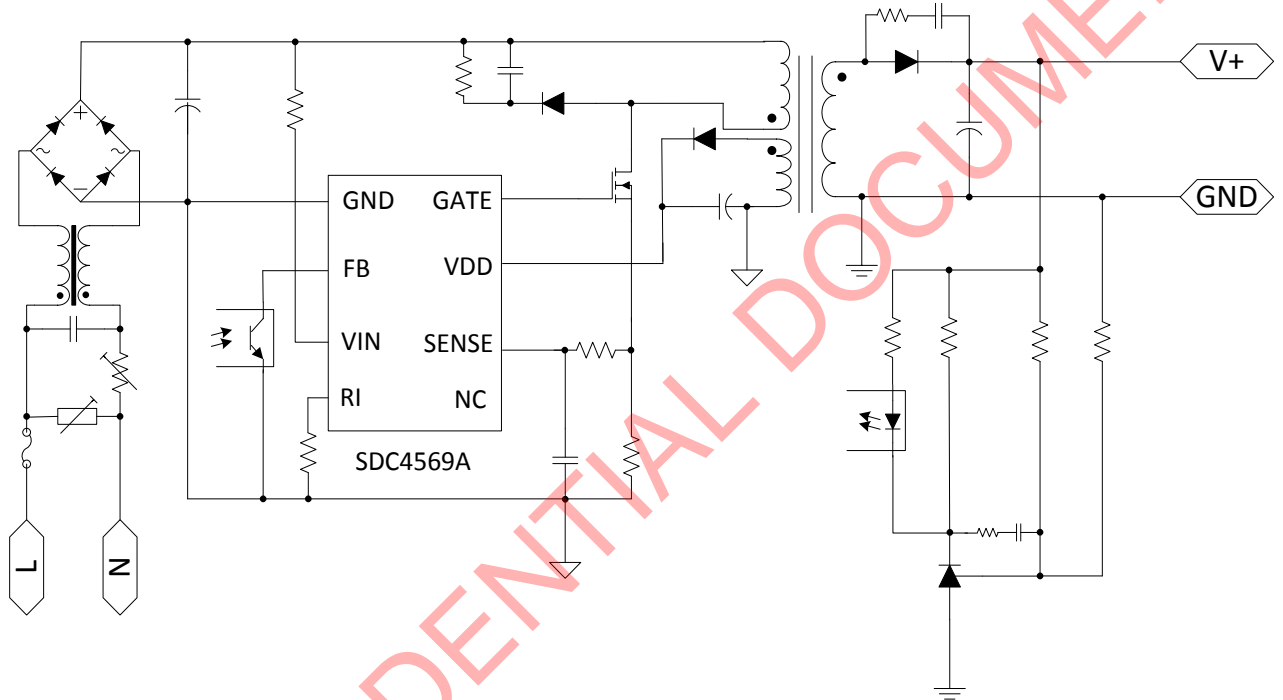 V+
GND
GND GATE
FB VDD
VIN SENSE
RI NC
SDC4569A
L
N
DENTIAL DOCUME